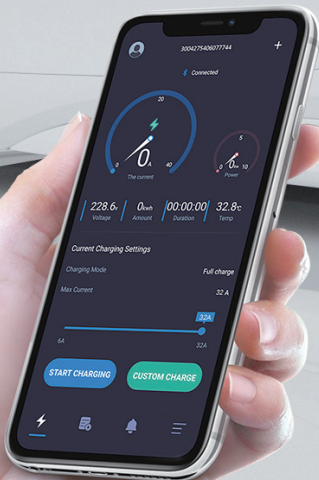 3004275406077744
+
Connected
20
0A
0
40
The current
5
0kw
0
10
Power
228.6v
0kwh
00:00:00
32.8°c
Voltage
Amount
Duration
Temp
Current Charging Settings
Charging Mode
Full charge
Max Current
32 A
32A
6A
32A
START CHARGING
CUSTOM CHARGE